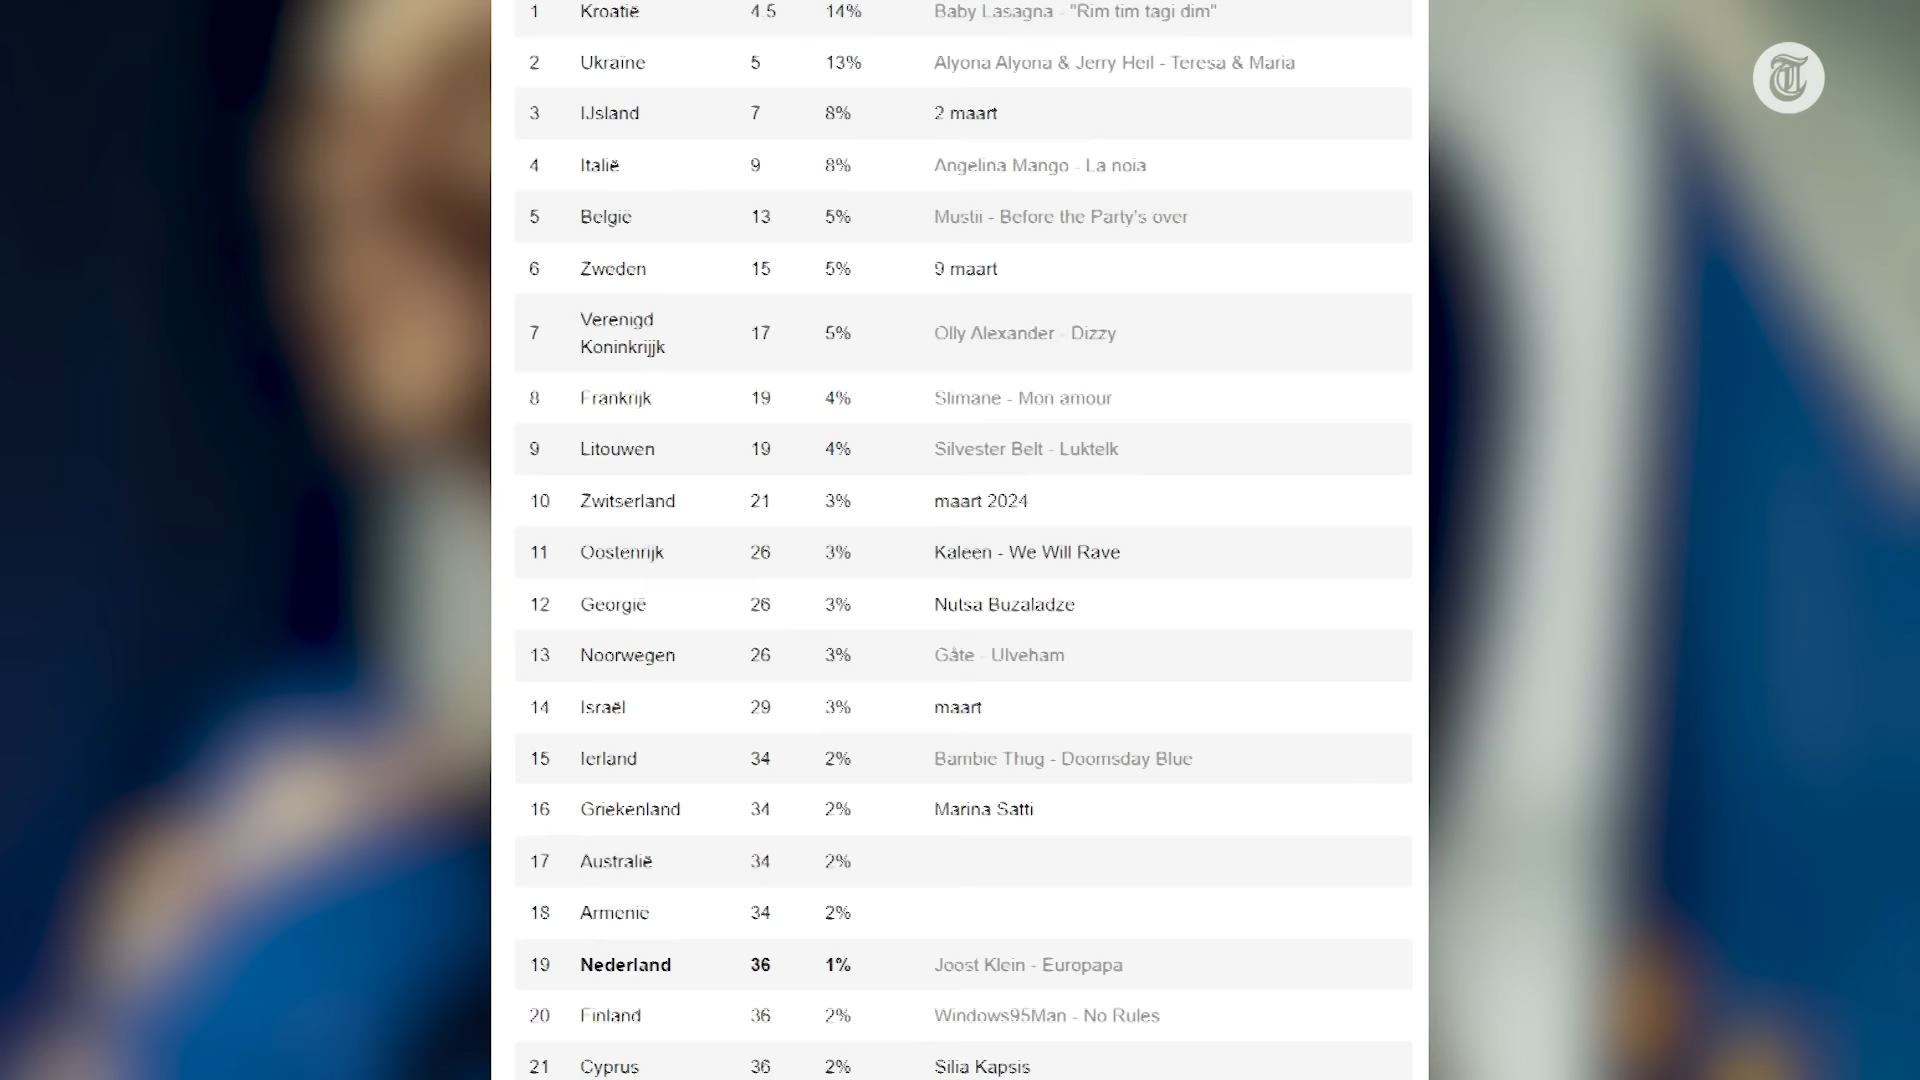 1 Kroatië 4.5 14% Baby Lasagna - "Rim tim tagi dim"
2 Ukraïne 5 13% Alyona Alyona & Jerry Heil - Teresa & Maria
3 IJsland 7 8% 2 maart
4 Italië 9 8% Angelina Mango - La noia
5 België 13 5% Mustii - Before the Party's over
6 Zweden 15 5% 9 maart
7 Verenigd Koninkrijk 17 5% Olly Alexander - Dizzy
8 Frankrijk 19 4% Slimane - Mon amour
9 Litouwen 19 4% Silvester Belt - Luktelk
10 Zwitserland 21 3% maart 2024
11 Oostenrijk 26 3% Kaleen - We Will Rave
12 Georgië 26 3% Nutsa Buzaladze
13 Noorwegen 26 3% Gåte - Ulveham
14 Israël 29 3% maart
15 Ierland 34 2% Bambie Thug - Doomsday Blue
16 Griekenland 34 2% Marina Satti
17 Australië 34 2%
18 Armenië 34 2%
19 Nederland 36 1% Joost Klein - Europapa
20 Finland 36 2% Windows95Man - No Rules
21 Cyprus 36 2% Silia Kapsis
T